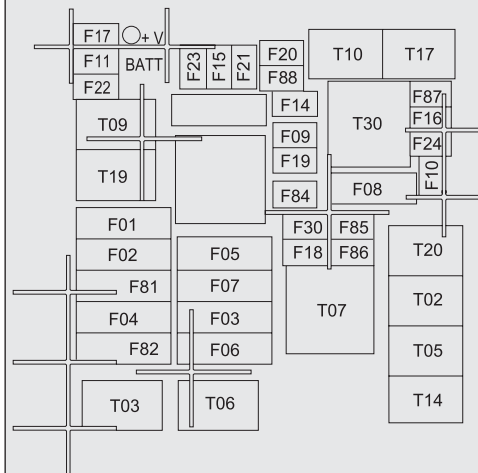 F17 + V
F11 BATT
F22
F23 F15 F21
F20
F88
T10 T17
F14
F87
F16
F24
T30
T09
T19
F09
F19
F84
F08
F10
F01
F02
F81
F04
F82
F05
F07
F03
F06
F30 F85
F18 F86
T07
T20
T02
T05
T14
T03 T06